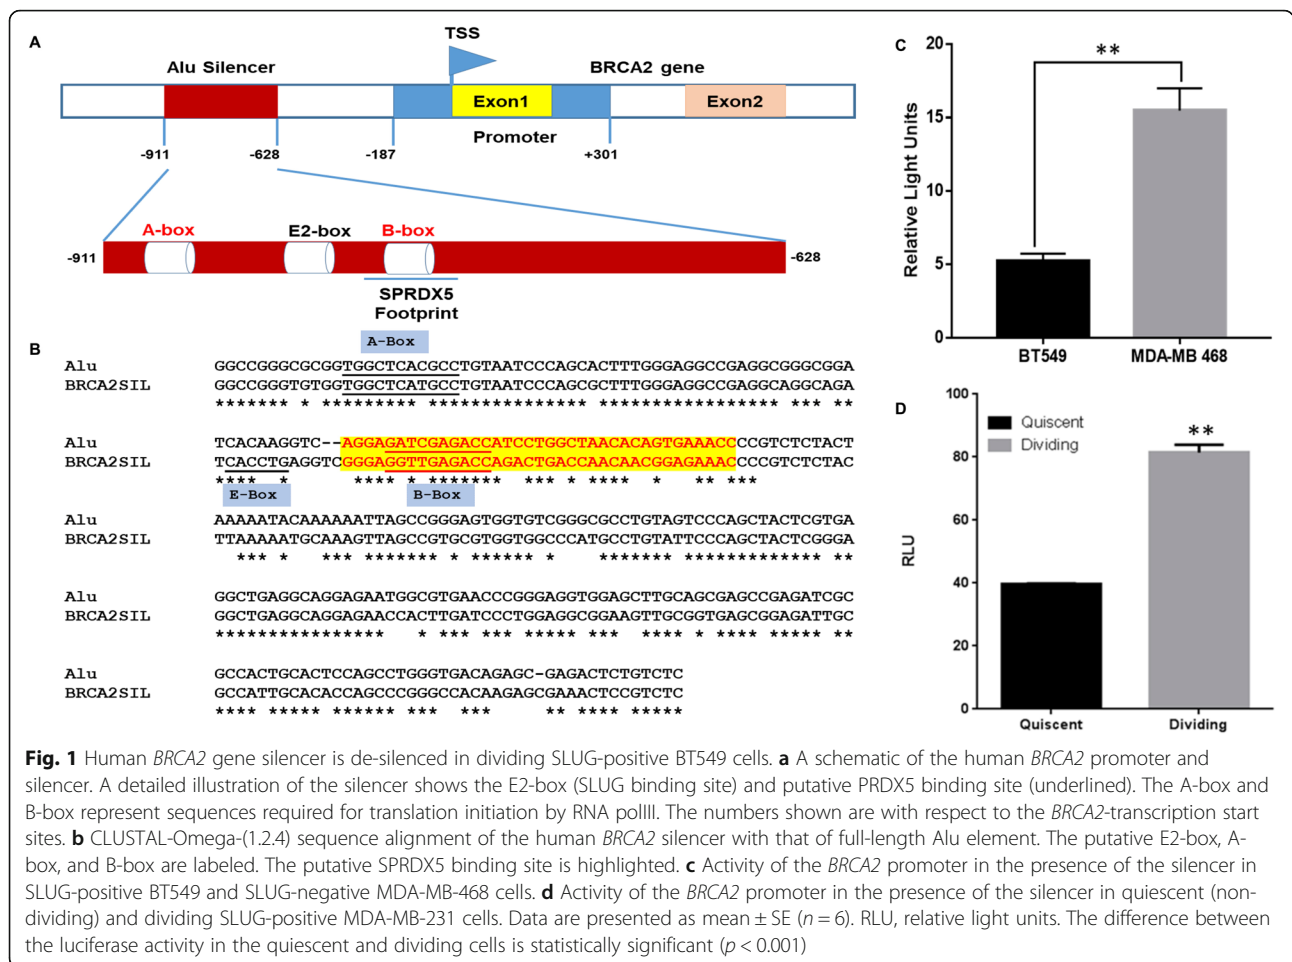 A
TSS
Alu Silencer
BRCA2 gene
Exon1
Exon2
Promoter
-911
-628
-187
+301
A-box
E2-box
B-box
-911
-628
SPRDX5
Footprint
B
A-Box
Alu GGCCGGGCGCGGTGGCTCACGCCTGTAATCCCAGCACTTTGGGAGGCCGAGGCGGGCGGA
BRCA2SIL GGCCGGGTGTGGTGGCTCATGCCTGTAATCCCAGCGCTTTGGGAGGCCGAGGCAGGCAGA
******* * ********* *************** ***************** *** **
Alu TCACAAGGTC--AGGAGATCGAGACCATCCTGGCTAACACAGTGAAACCCCGTCTCTACT
BRCA2SIL TCACCTGAGGTCGGGAGGTTGAGACCAGACTGACCAACAACGGAGAAACCCCGTCTCTAC
**** * **** * ******* *** * **** * ** ***
E-Box
B-Box
Alu AAAAATACAAAAAATTAGCCGGGAGTGGTGTCGGGCGCCTGTAGTCCCAGCTACTCGTGA
BRCA2SIL TTAAAAATGCAAAGTTAGCCGTGCGTGGTGGCCCATGCCTGTATTCCCAGCTACTCGGGA
*** * *** ******* * ****** * ******* ************* **
Alu GGCTGAGGCAGGAGAATGGCGTGAACCCGGGAGGTGGAGCTTGCAGCGAGCCGAGATCGC
BRCA2SIL GGCTGAGGCAGGAGAACCACTTGATCCCTGGAGGCGGAAGTTGCGGTGAGCGGAGATTGC
**************** * *** *** ***** *** **** * **** ***** **
Alu GCCACTGCACTCCAGCCTGGGTGACAGAGC-GAGACTCTGTCTC
BRCA2SIL GCCATTGCACACCAGCCCGGGCCACAAGAGCGAAACTCCGTCTC
**** ***** ****** *** *** ** **** *****
C
Relative Light Units
20
15
10
5
0
**
BT549
MDA-MB 468
D
RLU
100
80
60
40
20
0
Quiscent
Dividing
**
Quiscent
Dividing
Fig. 1 Human BRCA2 gene silencer is de-silenced in dividing SLUG-positive BT549 cells. a A schematic of the human BRCA2 promoter and
silencer. A detailed illustration of the silencer shows the E2-box (SLUG binding site) and putative PRDX5 binding site (underlined). The A-box and
B-box represent sequences required for translation initiation by RNA polIII. The numbers shown are with respect to the BRCA2-transcription start
sites. b CLUSTAL-Omega-(1.2.4) sequence alignment of the human BRCA2 silencer with that of full-length Alu element. The putative E2-box, A-
box, and B-box are labeled. The putative SPRDX5 binding site is highlighted. c Activity of the BRCA2 promoter in the presence of the silencer in
SLUG-positive BT549 and SLUG-negative MDA-MB-468 cells. d Activity of the BRCA2 promoter in the presence of the silencer in quiescent (non-
dividing) and dividing SLUG-positive MDA-MB-231 cells. Data are presented as mean ± SE (n = 6). RLU, relative light units. The difference between
the luciferase activity in the quiescent and dividing cells is statistically significant (p < 0.001)